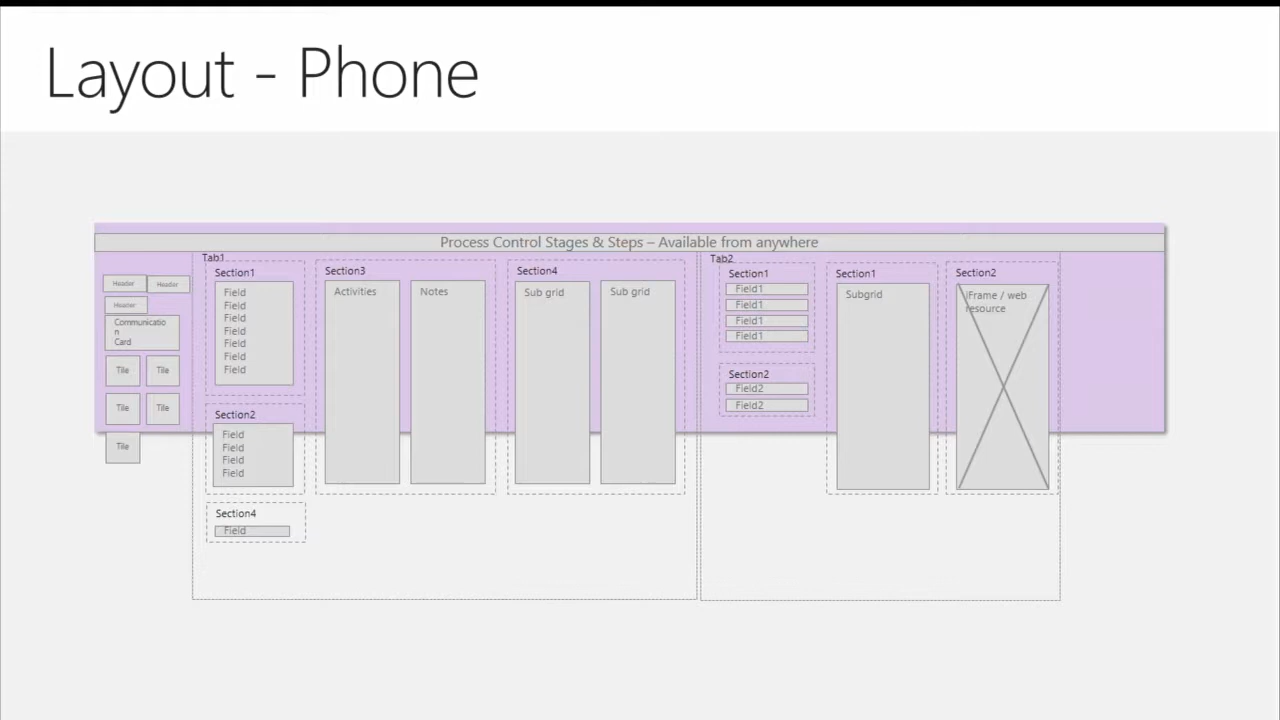 Layout - Phone
Process Control Stages & Steps – Available from anywhere
Header
Header
Header
Communicatio
n
Card
Tile
Tile
Tile
Tile
Tile
Tab1
Section1
Field
Field
Field
Field
Field
Field
Field
Section2
Field
Field
Field
Field
Section4
Field
Section3
Activities
Notes
Section4
Sub grid
Sub grid
Tab2
Section1
Field1
Field1
Field1
Field1
Section2
Field2
Field2
Section1
Subgrid
Section2
iFrame / web
resource